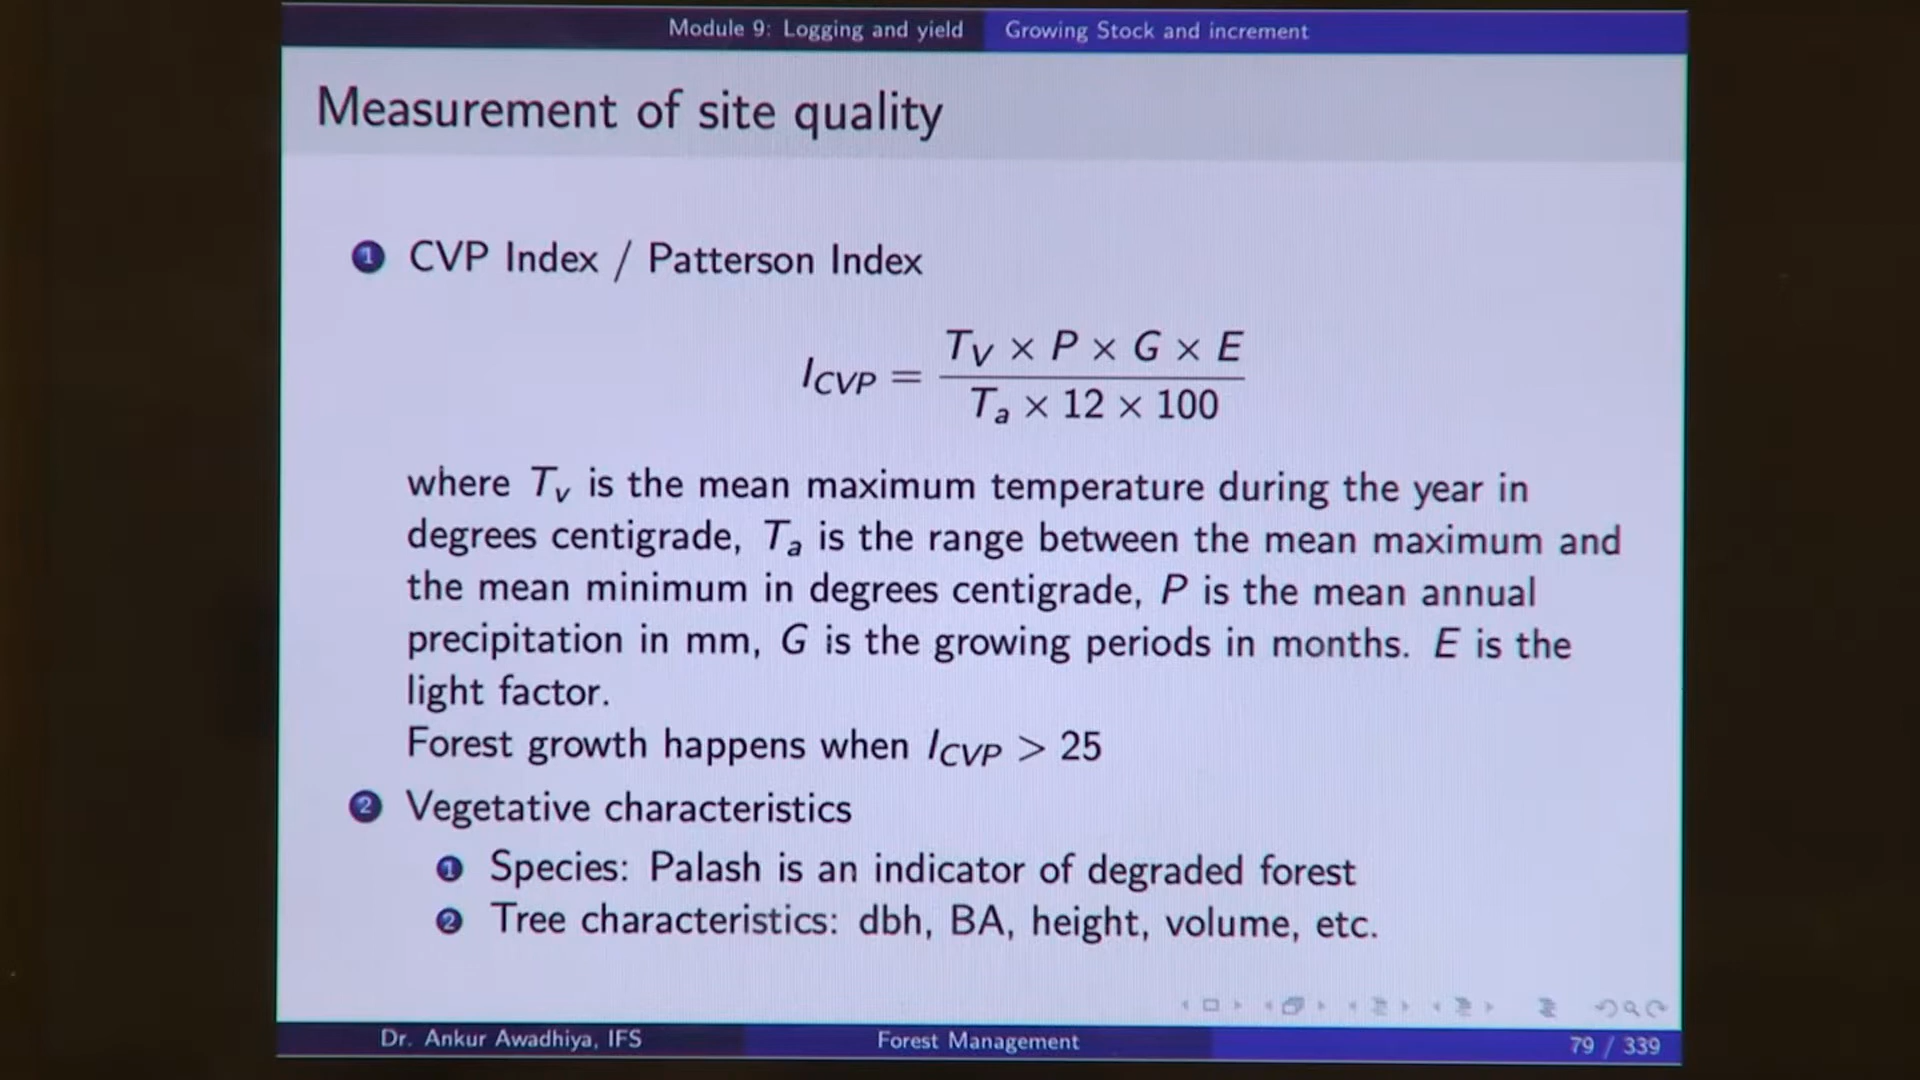 Module 9: Logging and yield Growing Stock and increment
Measurement of site quality
1 CVP Index / Patterson Index
I_CVP = (T_V × P × G × E) / (T_a × 12 × 100)
where T_v is the mean maximum temperature during the year in
degrees centigrade, T_a is the range between the mean maximum and
the mean minimum in degrees centigrade, P is the mean annual
precipitation in mm, G is the growing periods in months. E is the
light factor.
Forest growth happens when I_CVP > 25
2 Vegetative characteristics
1 Species: Palash is an indicator of degraded forest
2 Tree characteristics: dbh, BA, height, volume, etc.
Dr. Ankur Awadhiya, IFS Forest Management 79 / 339